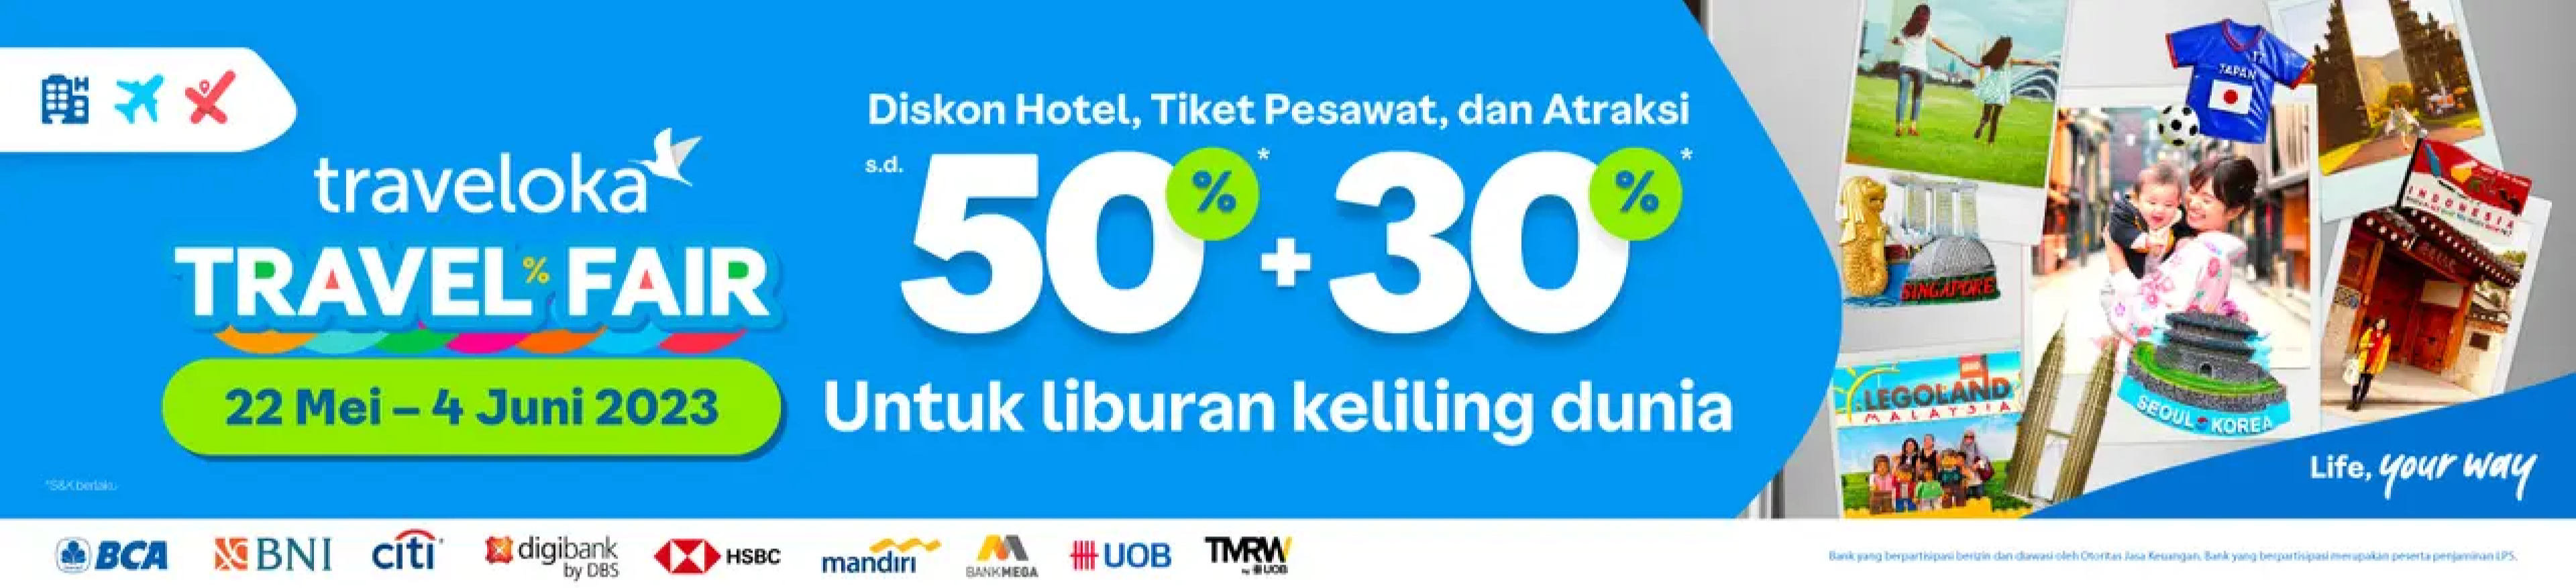 traveloka
TRAVEL % FAIR
22 Mei – 4 Juni 2023
*S&K berlaku
Diskon Hotel, Tiket Pesawat, dan Atraksi
s.d. 50%* + 30%*
Untuk liburan keliling dunia
JAPAN
INDONESIA
SINGAPORE
LEGOLAND
MALAYSIA
SEOUL KOREA
Life, your way
BCA
BNI
citi
digibank
by DBS
HSBC
mandiri
BANK MEGA
UOB
TMRW
by UOB
Bank yang berpartisipasi berizin dan diawasi oleh Otoritas Jasa Keuangan. Bank yang berpartisipasi merupakan peserta penjaminan LPS.